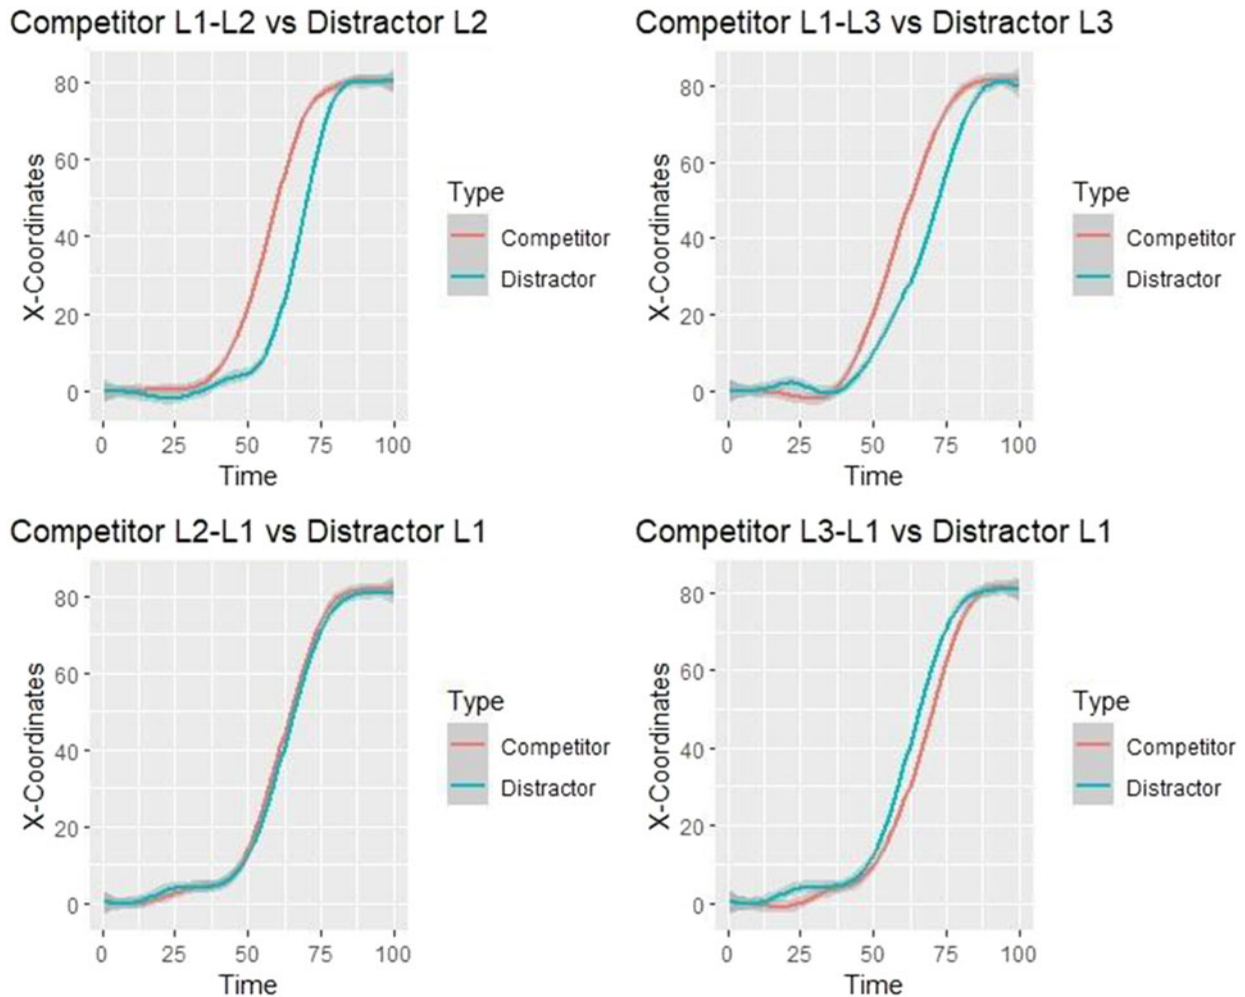 Competitor L1-L2 vs Distractor L2
X-Coordinates
80
60
40
20
0
0 25 50 75 100
Time
Type
Competitor
Distractor
Competitor L1-L3 vs Distractor L3
X-Coordinates
80
60
40
20
0
0 25 50 75 100
Time
Type
Competitor
Distractor
Competitor L2-L1 vs Distractor L1
X-Coordinates
80
60
40
20
0
0 25 50 75 100
Time
Type
Competitor
Distractor
Competitor L3-L1 vs Distractor L1
X-Coordinates
80
60
40
20
0
0 25 50 75 100
Time
Type
Competitor
Distractor